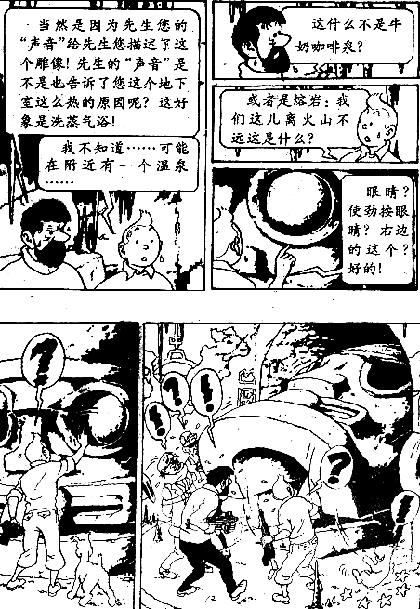 当然是因为先生您的
“声音”给先生您描述了这
个雕像！先生的“声音”是
不是也告诉了您这个地下
室这么热的原因呢？这好
象是洗蒸气浴！
我不知道……可能
在附近有一个温泉
……
这什么不是牛
奶咖啡泉？
或者是熔岩：我
们这儿离火山不
远这是什么？
眼睛？
使劲按眼
睛？右边
的这个？
好的！
?
?
?
!
?